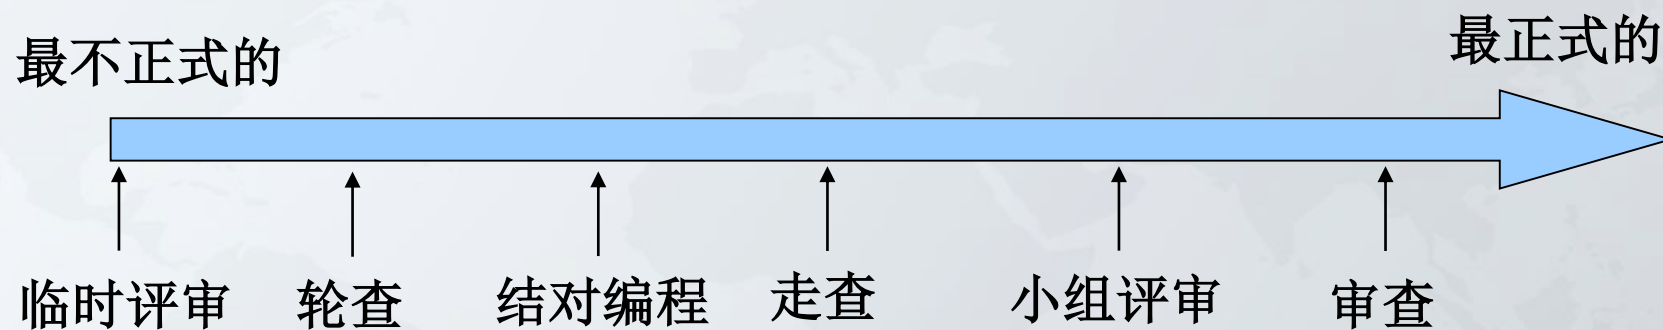 最不正式的
最正式的
临时评审
轮查
结对编程
走查
小组评审
审查